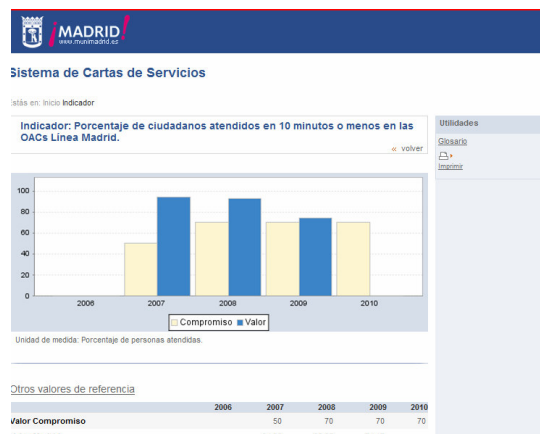 ¡MADRID!
www.munimadrid.es
Sistema de Cartas de Servicios
Estás en: Inicio Indicador
Indicador: Porcentaje de ciudadanos atendidos en 10 minutos o menos en las
OACs Línea Madrid.
« volver
Utilidades
Glosario
Imprimir
100
80
60
40
20
0
2006 2007 2008 2009 2010
Compromiso Valor
Unidad de medida: Porcentaje de personas atendidas.
Otros valores de referencia
2006 2007 2008 2009 2010
Valor Compromiso 50 70 70 70